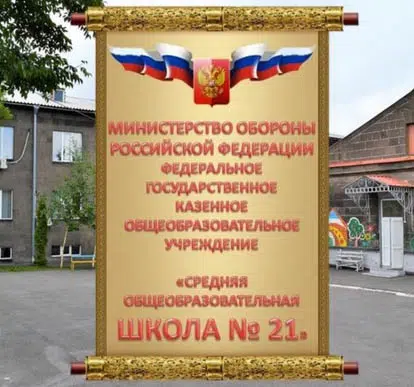 МИНИСТЕРСТВО ОБОРОНЫ
РОССИЙСКОЙ ФЕДЕРАЦИИ
ФЕДЕРАЛЬНОЕ
ГОСУДАРСТВЕННОЕ
КАЗЕННОЕ
ОБЩЕОБРАЗОВАТЕЛЬНОЕ
УЧРЕЖДЕНИЕ
«СРЕДНЯЯ
ОБЩЕОБРАЗОВАТЕЛЬНАЯ
ШКОЛА № 21»